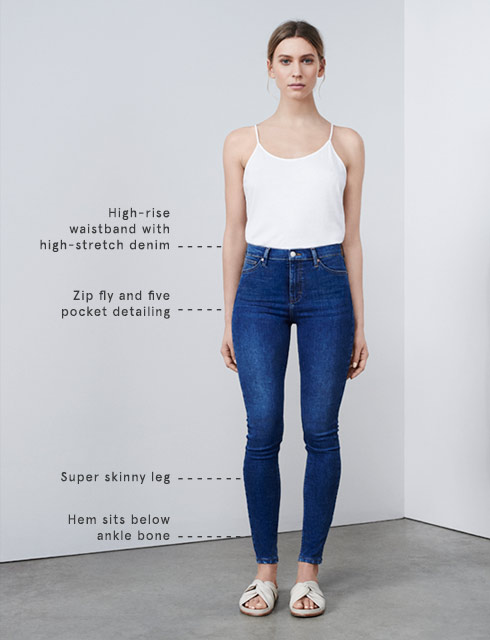 High-rise
waistband with
high-stretch denim
Zip fly and five
pocket detailing
Super skinny leg
Hem sits below
ankle bone